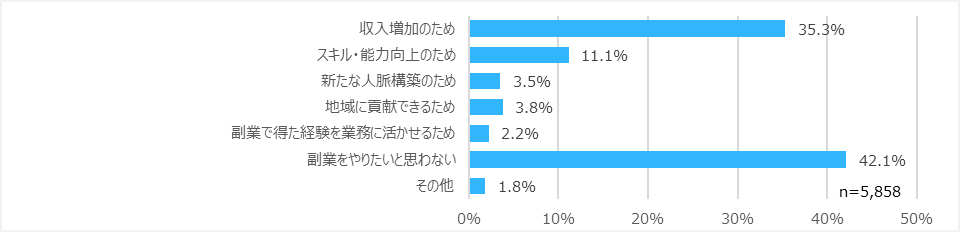 収入増加のため 35.3%
スキル・能力向上のため 11.1%
新たな人脈構築のため 3.5%
地域に貢献できるため 3.8%
副業で得た経験を業務に活かせるため 2.2%
副業をやりたいと思わない 42.1%
その他 1.8%
n=5,858
0% 10% 20% 30% 40% 50%